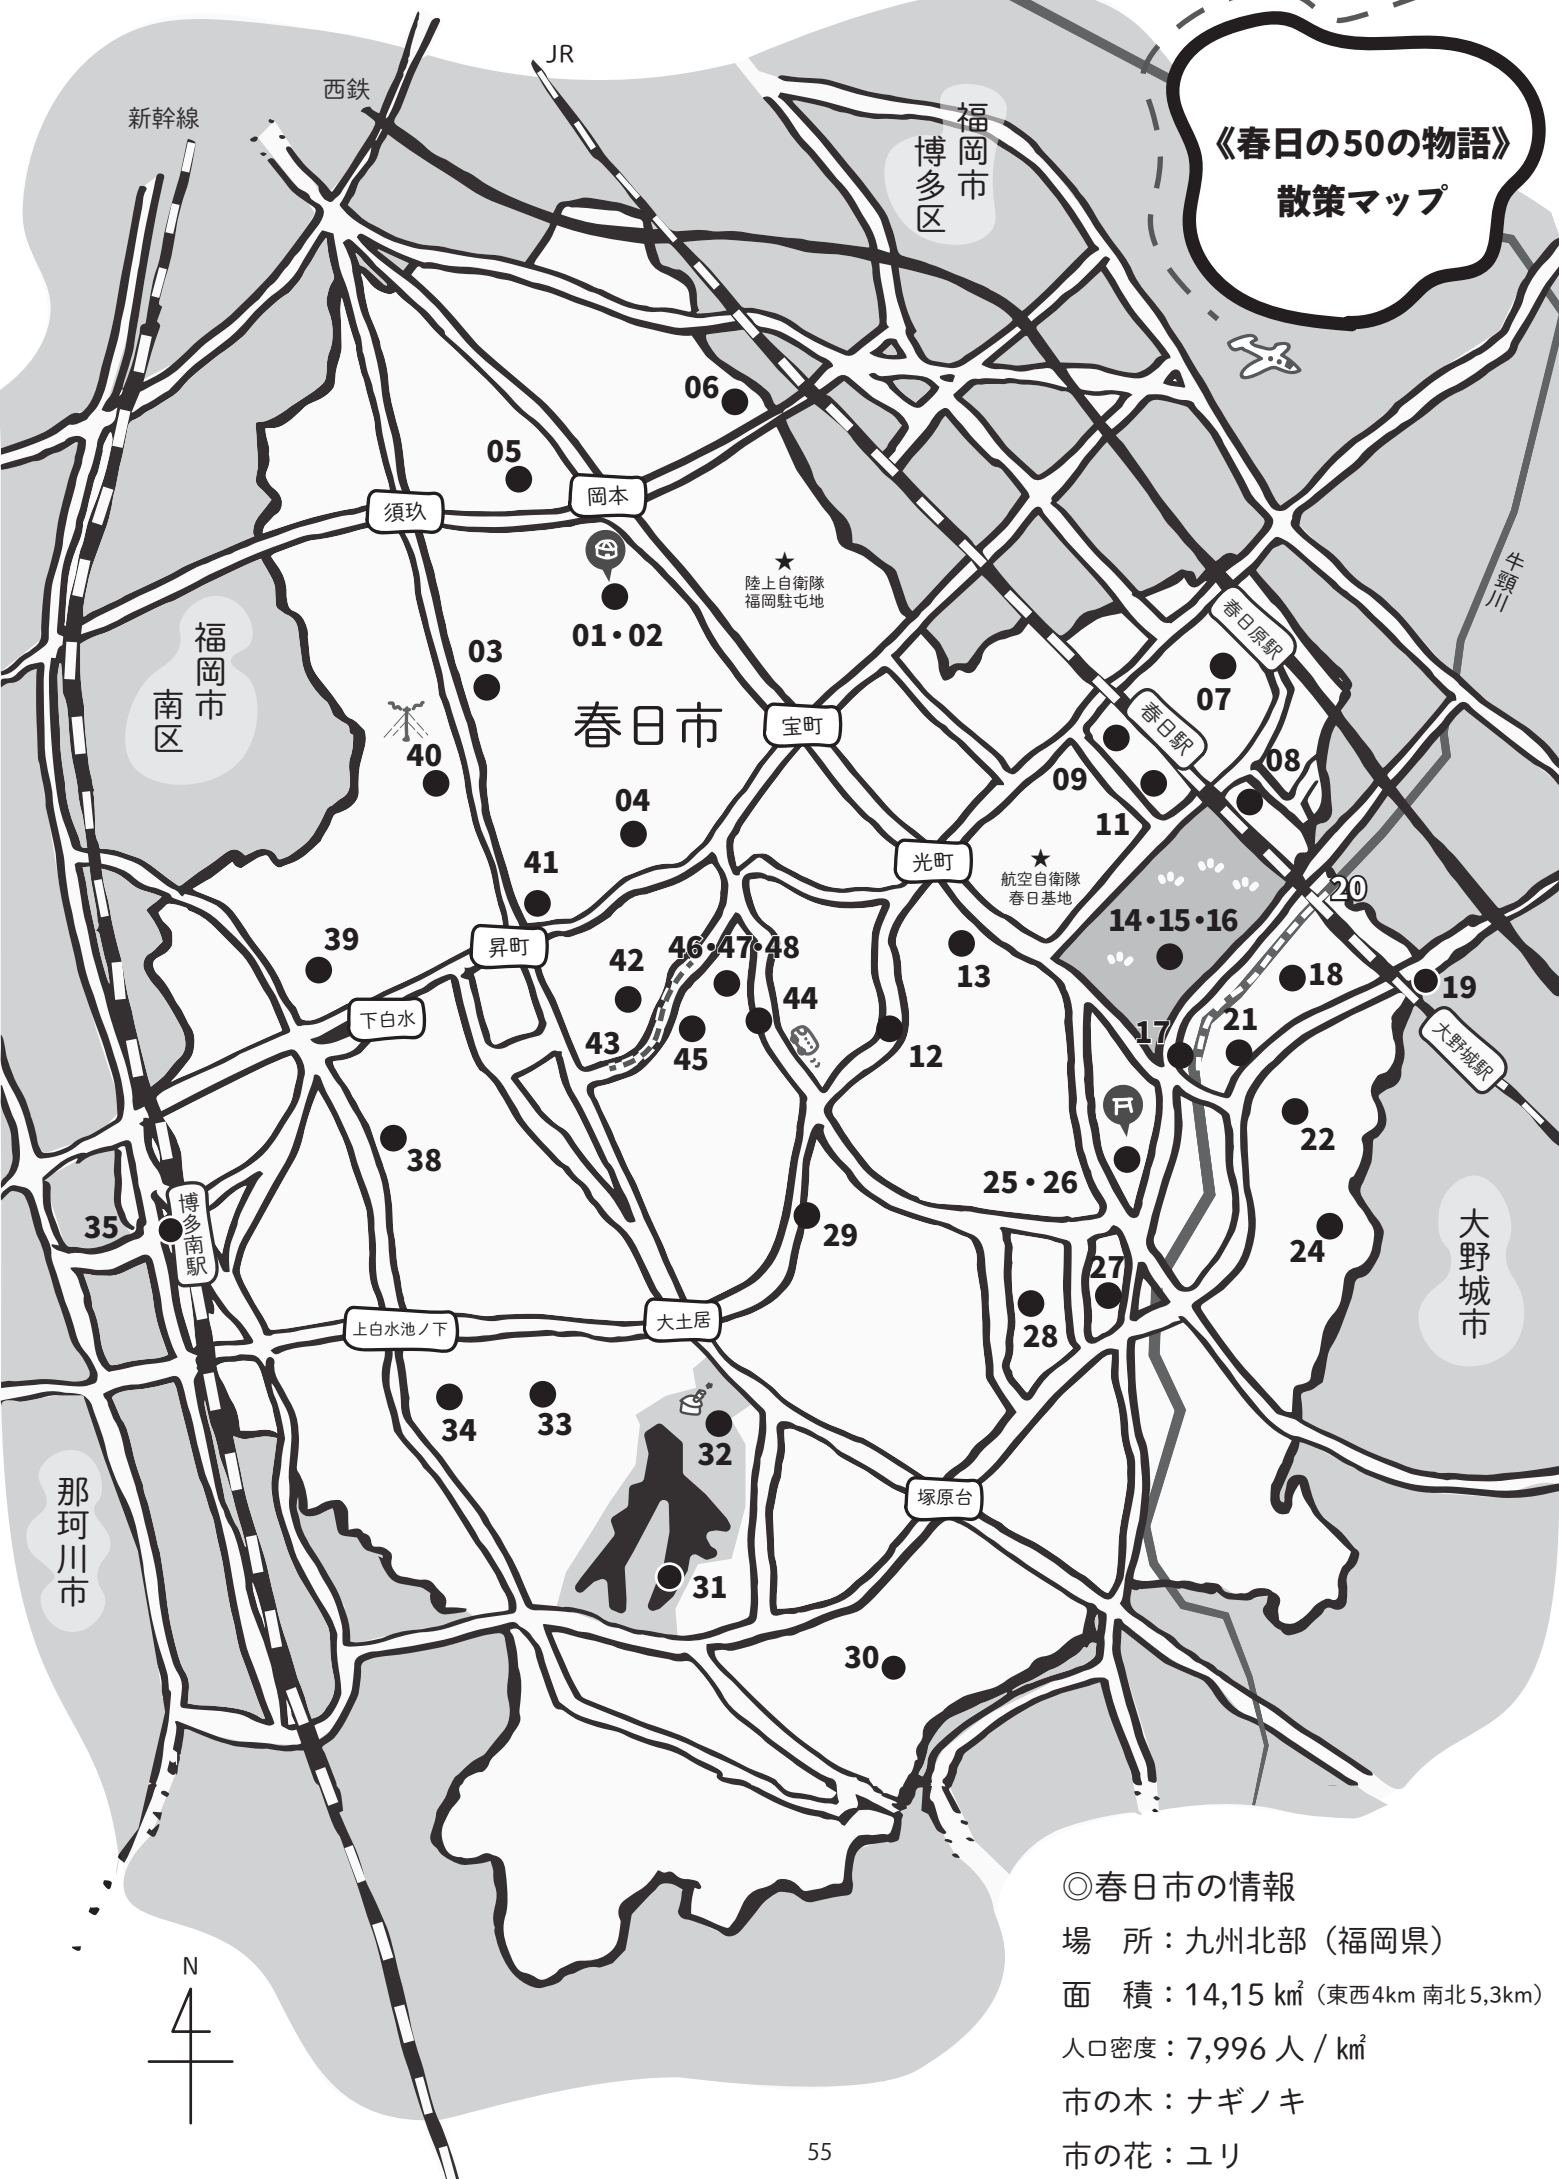 《春日の50の物語》
散策マップ
JR
西鉄
新幹線
福岡市
博多区
06
05
岡本
須玖
陸上自衛隊
福岡駐屯地
牛頸川
春日原駅
01・02
03
福岡市
南区
07
春日市
宝町
春日駅
40
08
09
04
11
光町
41
航空自衛隊
春日基地
20
14・15・16
39
昇町
42
46・47・48
13
18
19
44
下白水
43
45
12
17
21
大野城駅
22
38
25・26
35
博多南駅
29
24
大野城市
27
28
上白水池ノ下
大土居
34
33
32
塚原台
那珂川市
31
30
◎春日市の情報
場　所：九州北部（福岡県）
面　積：14,15 ㎢（東西4km 南北5,3km）
人口密度：7,996 人 / ㎢
市の木：ナギノキ
市の花：ユリ
N
55